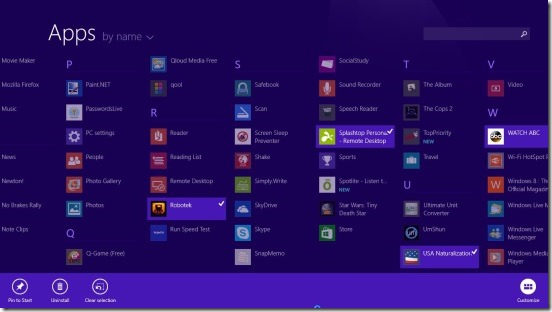 Apps by name
Movie Maker
Mozilla Firefox
Music
News
Newton!
No Brakes Rally
Note Clips
P
Paint.NET
PasswordsLive
PC settings
People
Photo Gallery
Photos
Q
Q-Game (Free)
Qloud Media Free
qool
R
Reader
Reading List
Remote Desktop
Robotek
Run Speed Test
S
Safebook
Scan
Screen Sleep
Preventer
Shake
Simply.Write
SkyDrive
Skype
SnapMemo
SocialStudy
Sound Recorder
Speech Reader
Splashtop Persona
- Remote Desktop
Sports
Spotlite - Listen t...
NEW
Star Wars: Tiny
Death Star
Store
T
The Album
The Cops 2
TopPriority
NEW
Travel
U
Ultimate Unit
Converter
UmShun
USA Naturalization
V
Video
W
WATCH ABC
Wi-Fi HotSpot
Windows 8 : Th
Official Magazin
Windows Live M
Windows Live
Messenger
Windows Media
Player
Pin to Start
Uninstall
Clear selection
Customize